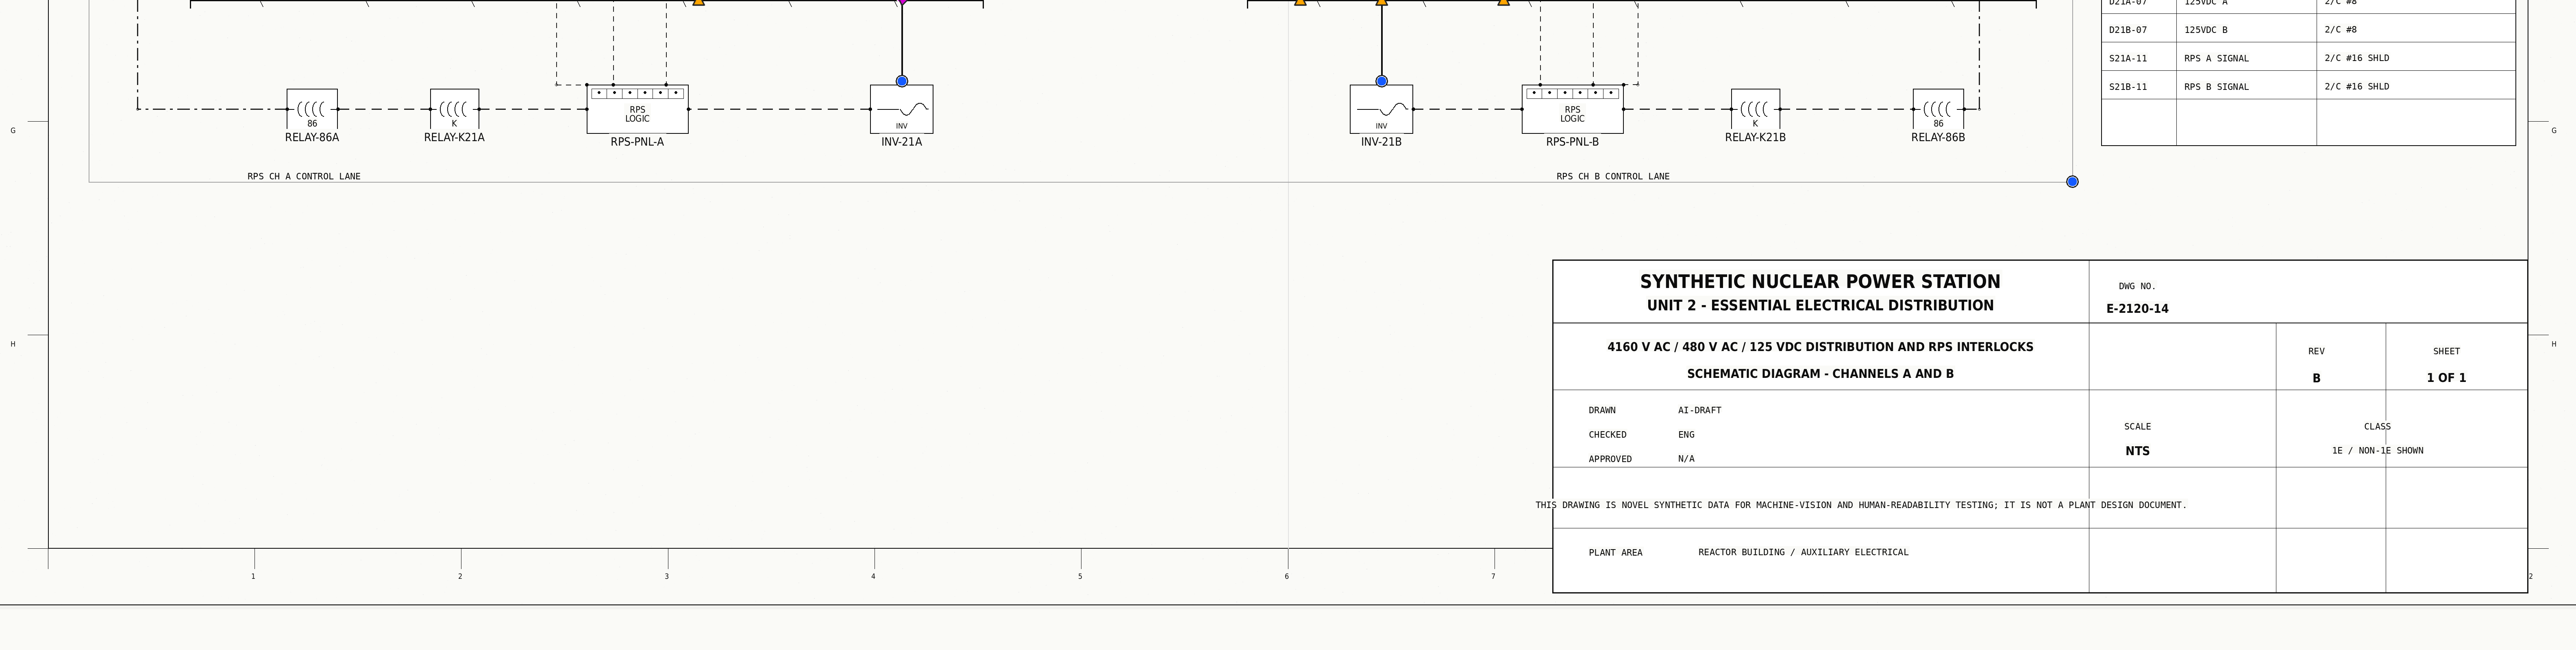 D21A-07 125VDC A 2/C #8
D21B-07 125VDC B 2/C #8
S21A-11 RPS A SIGNAL 2/C #16 SHLD
S21B-11 RPS B SIGNAL 2/C #16 SHLD
86
RELAY-86A
K
RELAY-K21A
RPS
LOGIC
RPS-PNL-A
INV
INV-21A
INV
INV-21B
RPS
LOGIC
RPS-PNL-B
K
RELAY-K21B
86
RELAY-86B
G
G
RPS CH A CONTROL LANE
RPS CH B CONTROL LANE
SYNTHETIC NUCLEAR POWER STATION
UNIT 2 - ESSENTIAL ELECTRICAL DISTRIBUTION
DWG NO.
E-2120-14
4160 V AC / 480 V AC / 125 VDC DISTRIBUTION AND RPS INTERLOCKS
SCHEMATIC DIAGRAM - CHANNELS A AND B
REV
B
SHEET
1 OF 1
H
H
DRAWN AI-DRAFT
CHECKED ENG
APPROVED N/A
SCALE
NTS
CLASS
1E / NON-1E SHOWN
THIS DRAWING IS NOVEL SYNTHETIC DATA FOR MACHINE-VISION AND HUMAN-READABILITY TESTING; IT IS NOT A PLANT DESIGN DOCUMENT.
PLANT AREA REACTOR BUILDING / AUXILIARY ELECTRICAL
1 2 3 4 5 6 7 2